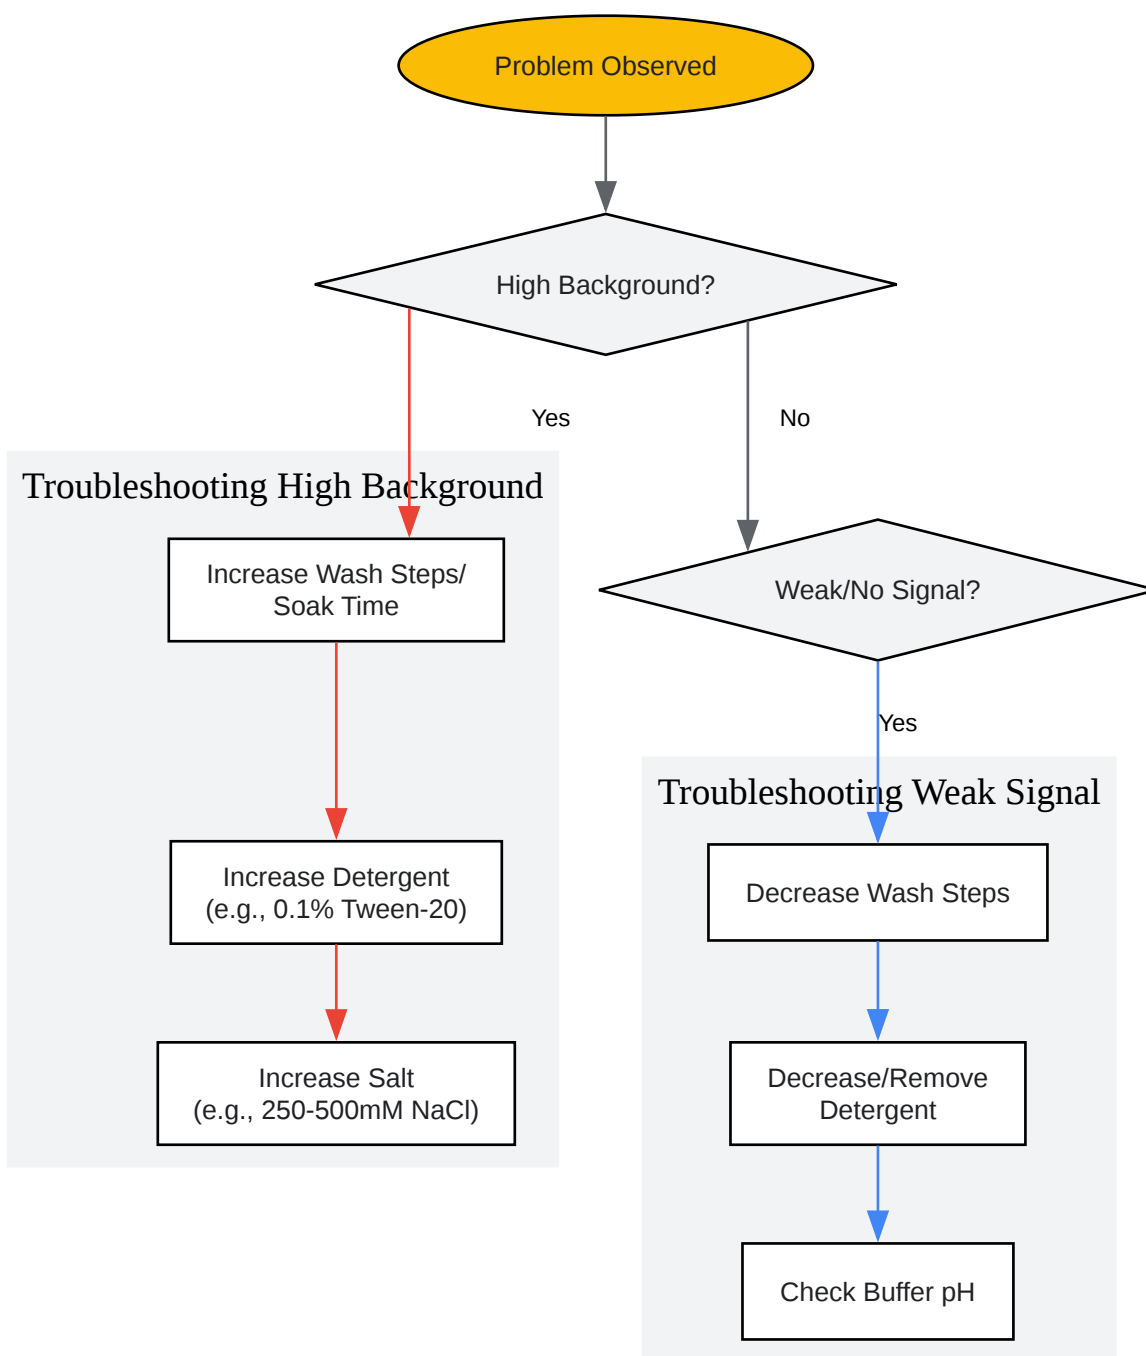 Problem Observed
High Background?
Yes
No
Troubleshooting High Background
Increase Wash Steps/
Soak Time
Increase Detergent
(e.g., 0.1% Tween-20)
Increase Salt
(e.g., 250-500mM NaCl)
Weak/No Signal?
Yes
Troubleshooting Weak Signal
Decrease Wash Steps
Decrease/Remove
Detergent
Check Buffer pH